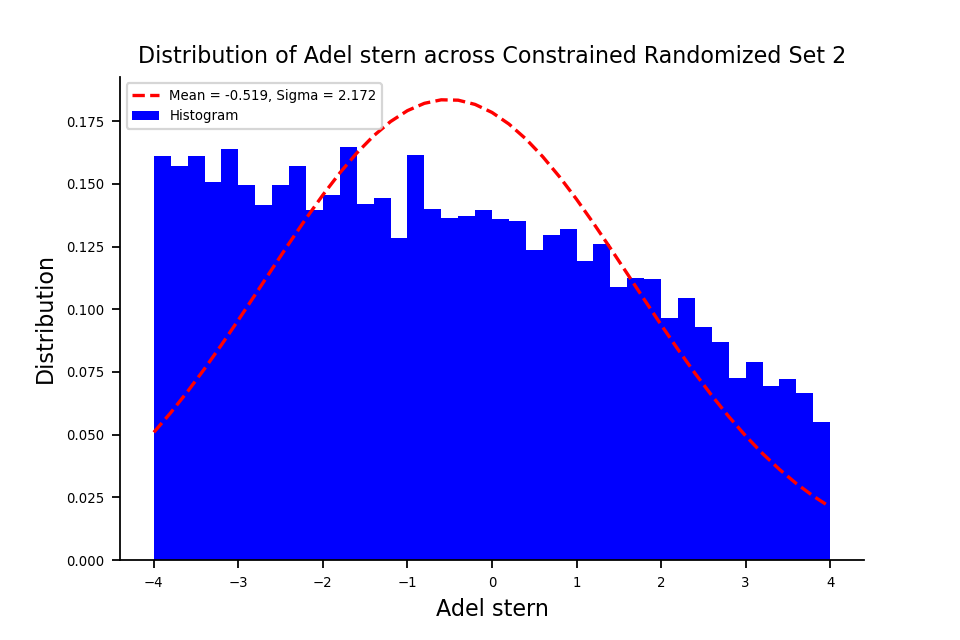 Distribution of Adel stern across Constrained Randomized Set 2
Mean = -0.519, Sigma = 2.172
Histogram
Distribution
0.175
0.150
0.125
0.100
0.075
0.050
0.025
0.000
−4 −3 −2 −1 0 1 2 3 4
Adel stern